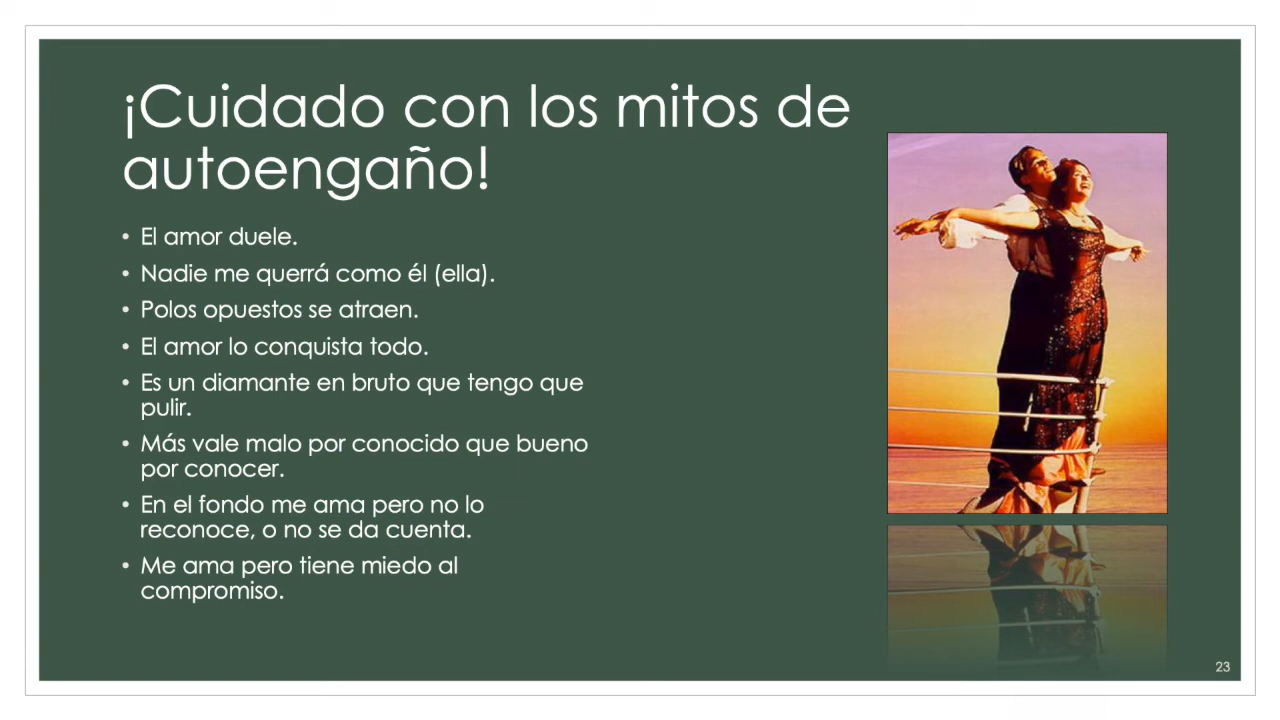 ¡Cuidado con los mitos de
autoengaño!
• El amor duele.
• Nadie me querrá como él (ella).
• Polos opuestos se atraen.
• El amor lo conquista todo.
• Es un diamante en bruto que tengo que
pulir.
• Más vale malo por conocido que bueno
por conocer.
• En el fondo me ama pero no lo
reconoce, o no se da cuenta.
• Me ama pero tiene miedo al
compromiso.
23